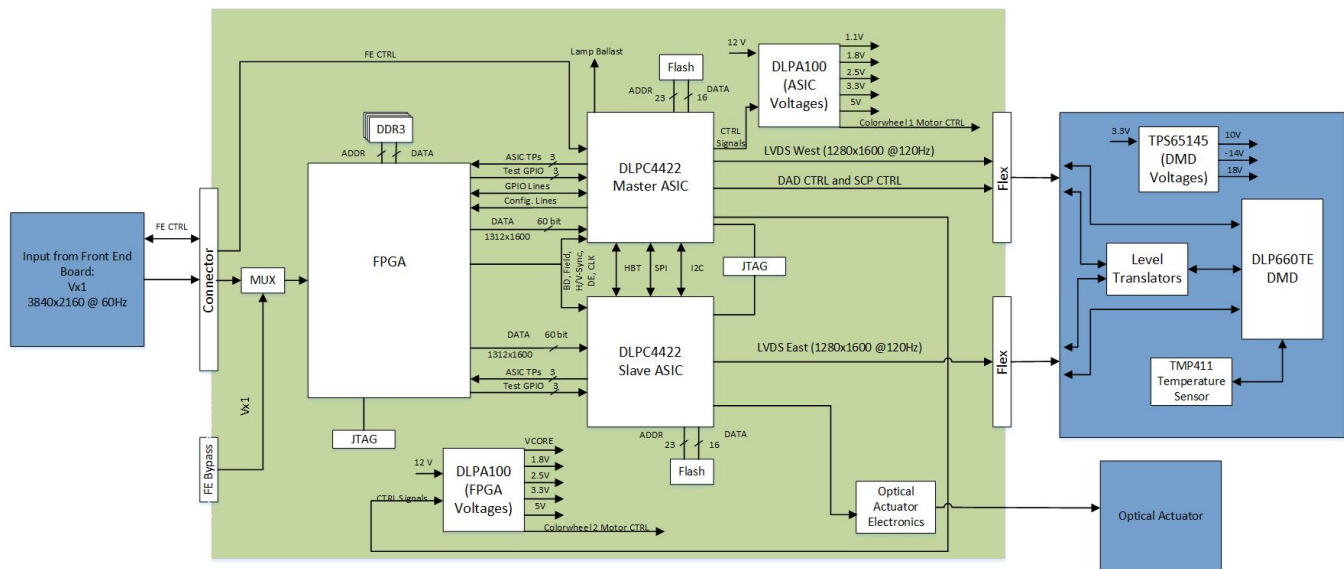 Input from Front End
Board:
Vx1
3840x2160 @ 60Hz
FE CTRL
Connector
FE Bypass
FE CTRL
MUX
Vx1
DDR3
ADDR
DATA
FPGA
JTAG
ASIC TPs 3
Test GPIO 3
GPIO Lines
Config. Lines
DATA 60 bit
1312x1600
BD, Field,
H/V-Sync,
DE, CLK
DATA 60 bit
1312x1600
ASIC TPs 3
Test GPIO 3
Lamp Ballast
Flash
ADDR DATA
23 16
DLPC4422
Master ASIC
HBT
SPI
I2C
JTAG
DLPC4422
Slave ASIC
ADDR DATA
23 16
Flash
CTRL
Signals
12 V
DLPA100
(ASIC
Voltages)
1.1V
1.8V
2.5V
3.3V
5V
Colorwheel 1 Motor CTRL
LVDS West (1280x1600 @120Hz)
DAD CTRL and SCP CTRL
LVDS East (1280x1600 @120Hz)
12 V
CTRL Signals
DLPA100
(FPGA
Voltages)
VCORE
1.8V
2.5V
3.3V
5V
Colorwheel 2 Motor CTRL
Optical
Actuator
Electronics
Flex
Flex
3.3V
TPS65145
(DMD
Voltages)
10V
-14V
18V
Level
Translators
DLP660TE
DMD
TMP411
Temperature
Sensor
Optical Actuator